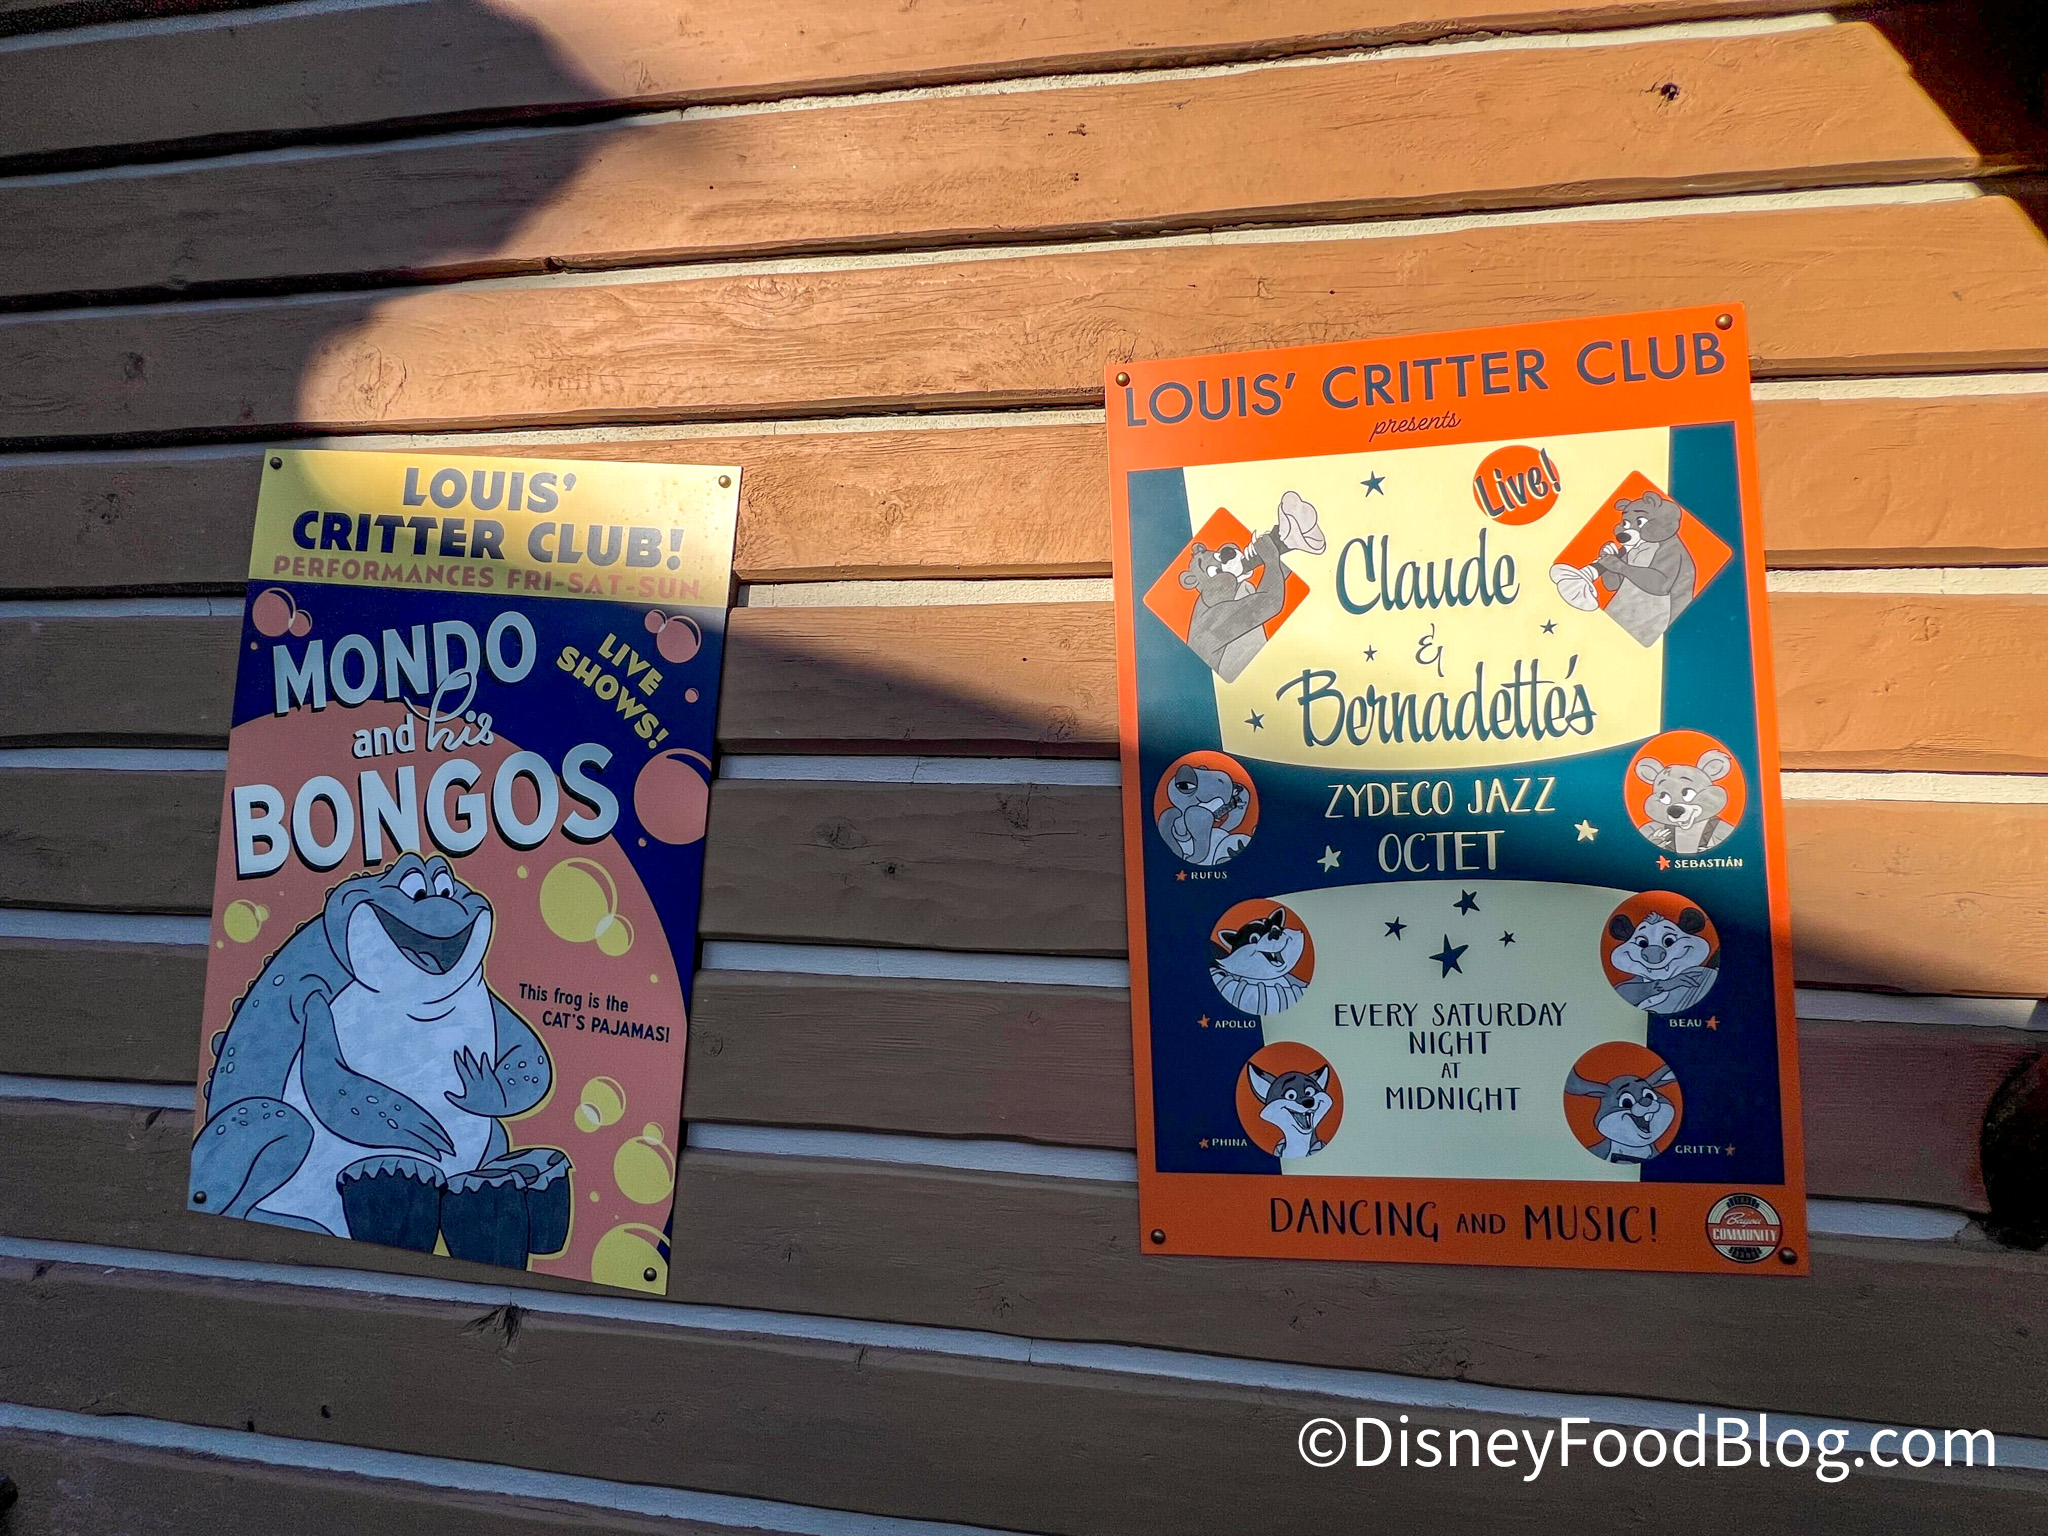 LOUIS'
CRITTER CLUB!
PERFORMANCES FRI-SAT-SUN
MONDO
and his
BONGOS
LIVE
SHOWS!
This frog is the
CAT'S PAJAMAS!
LOUIS' CRITTER CLUB
presents
Live!
Claude
&
Bernadette's
ZYDECO JAZZ
OCTET
RUFUS
SEBASTIÁN
APOLLO
BEAU
PHINA
GRITTY
EVERY SATURDAY
NIGHT
AT
MIDNIGHT
DANCING AND MUSIC!
Bayou
COMMUNITY
©DisneyFoodBlog.com